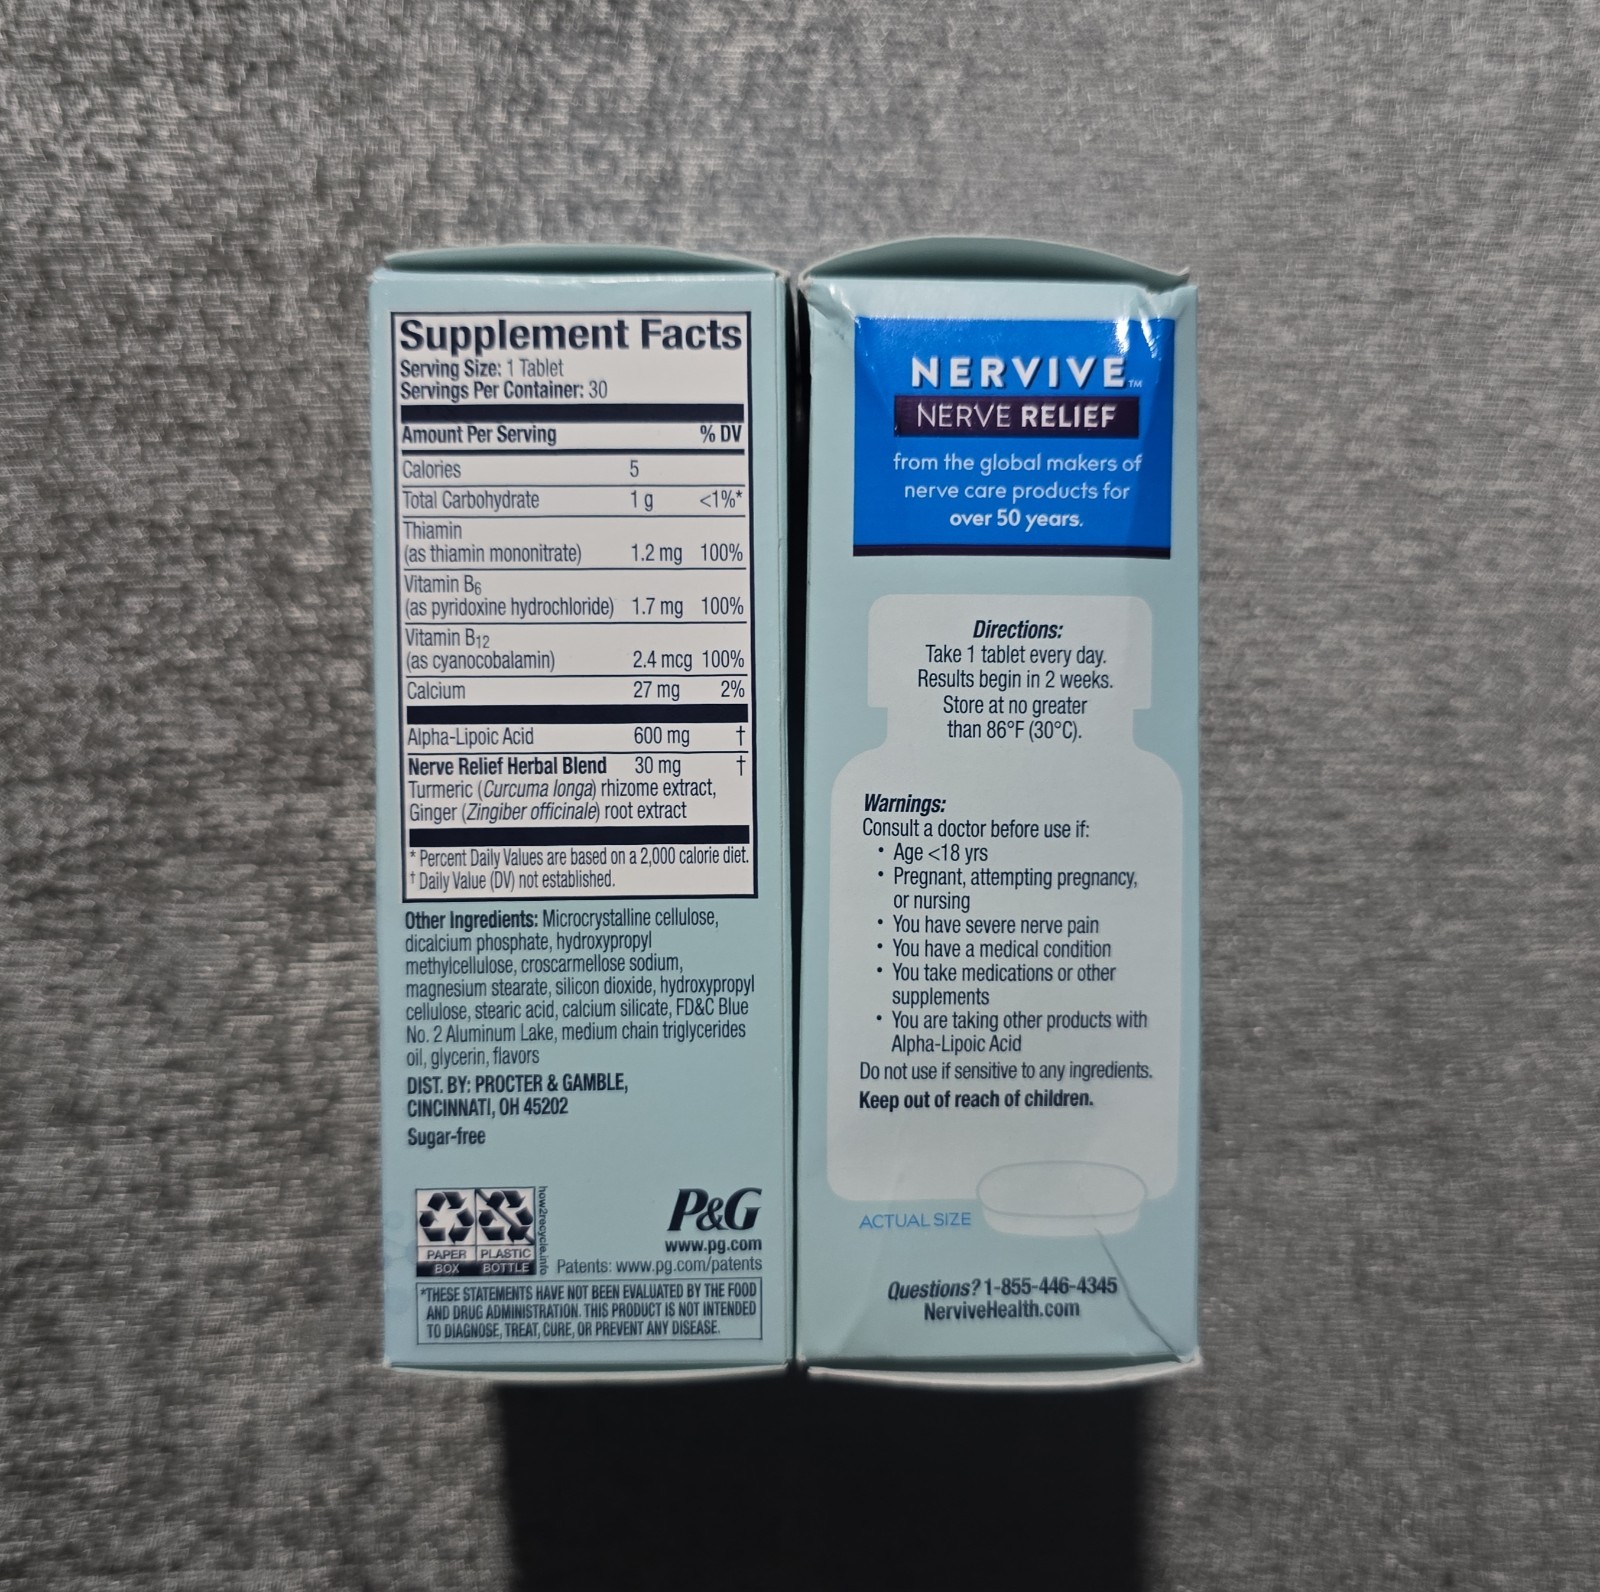 Supplement Facts
Serving Size: 1 Tablet
Servings Per Container: 30
Amount Per Serving % DV
Calories 5
Total Carbohydrate 1 g <1%*
Thiamin
(as thiamin mononitrate) 1.2 mg 100%
Vitamin B6
(as pyridoxine hydrochloride) 1.7 mg 100%
Vitamin B12
(as cyanocobalamin) 2.4 mcg 100%
Calcium 27 mg 2%
Alpha-Lipoic Acid 600 mg †
Nerve Relief Herbal Blend 30 mg †
Turmeric (Curcuma longa) rhizome extract,
Ginger (Zingiber officinale) root extract
* Percent Daily Values are based on a 2,000 calorie diet.
† Daily Value (DV) not established.
Other Ingredients: Microcrystalline cellulose,
dicalcium phosphate, hydroxypropyl
methylcellulose, croscarmellose sodium,
magnesium stearate, silicon dioxide, hydroxypropyl
cellulose, stearic acid, calcium silicate, FD&C Blue
No. 2 Aluminum Lake, medium chain triglycerides
oil, glycerin, flavors
DIST. BY: PROCTER & GAMBLE,
CINCINNATI, OH 45202
Sugar-free
PAPER PLASTIC
BOX BOTTLE
how2recycle.info
P&G
www.pg.com
Patents: www.pg.com/patents
*THESE STATEMENTS HAVE NOT BEEN EVALUATED BY THE FOOD
AND DRUG ADMINISTRATION. THIS PRODUCT IS NOT INTENDED
TO DIAGNOSE, TREAT, CURE, OR PREVENT ANY DISEASE.
NERVIVE™
NERVE RELIEF
from the global makers of
nerve care products for
over 50 years.
Directions:
Take 1 tablet every day.
Results begin in 2 weeks.
Store at no greater
than 86°F (30°C).
Warnings:
Consult a doctor before use if:
• Age <18 yrs
• Pregnant, attempting pregnancy,
or nursing
• You have severe nerve pain
• You have a medical condition
• You take medications or other
supplements
• You are taking other products with
Alpha-Lipoic Acid
Do not use if sensitive to any ingredients.
Keep out of reach of children.
ACTUAL SIZE
Questions? 1-855-446-4345
NerviveHealth.com